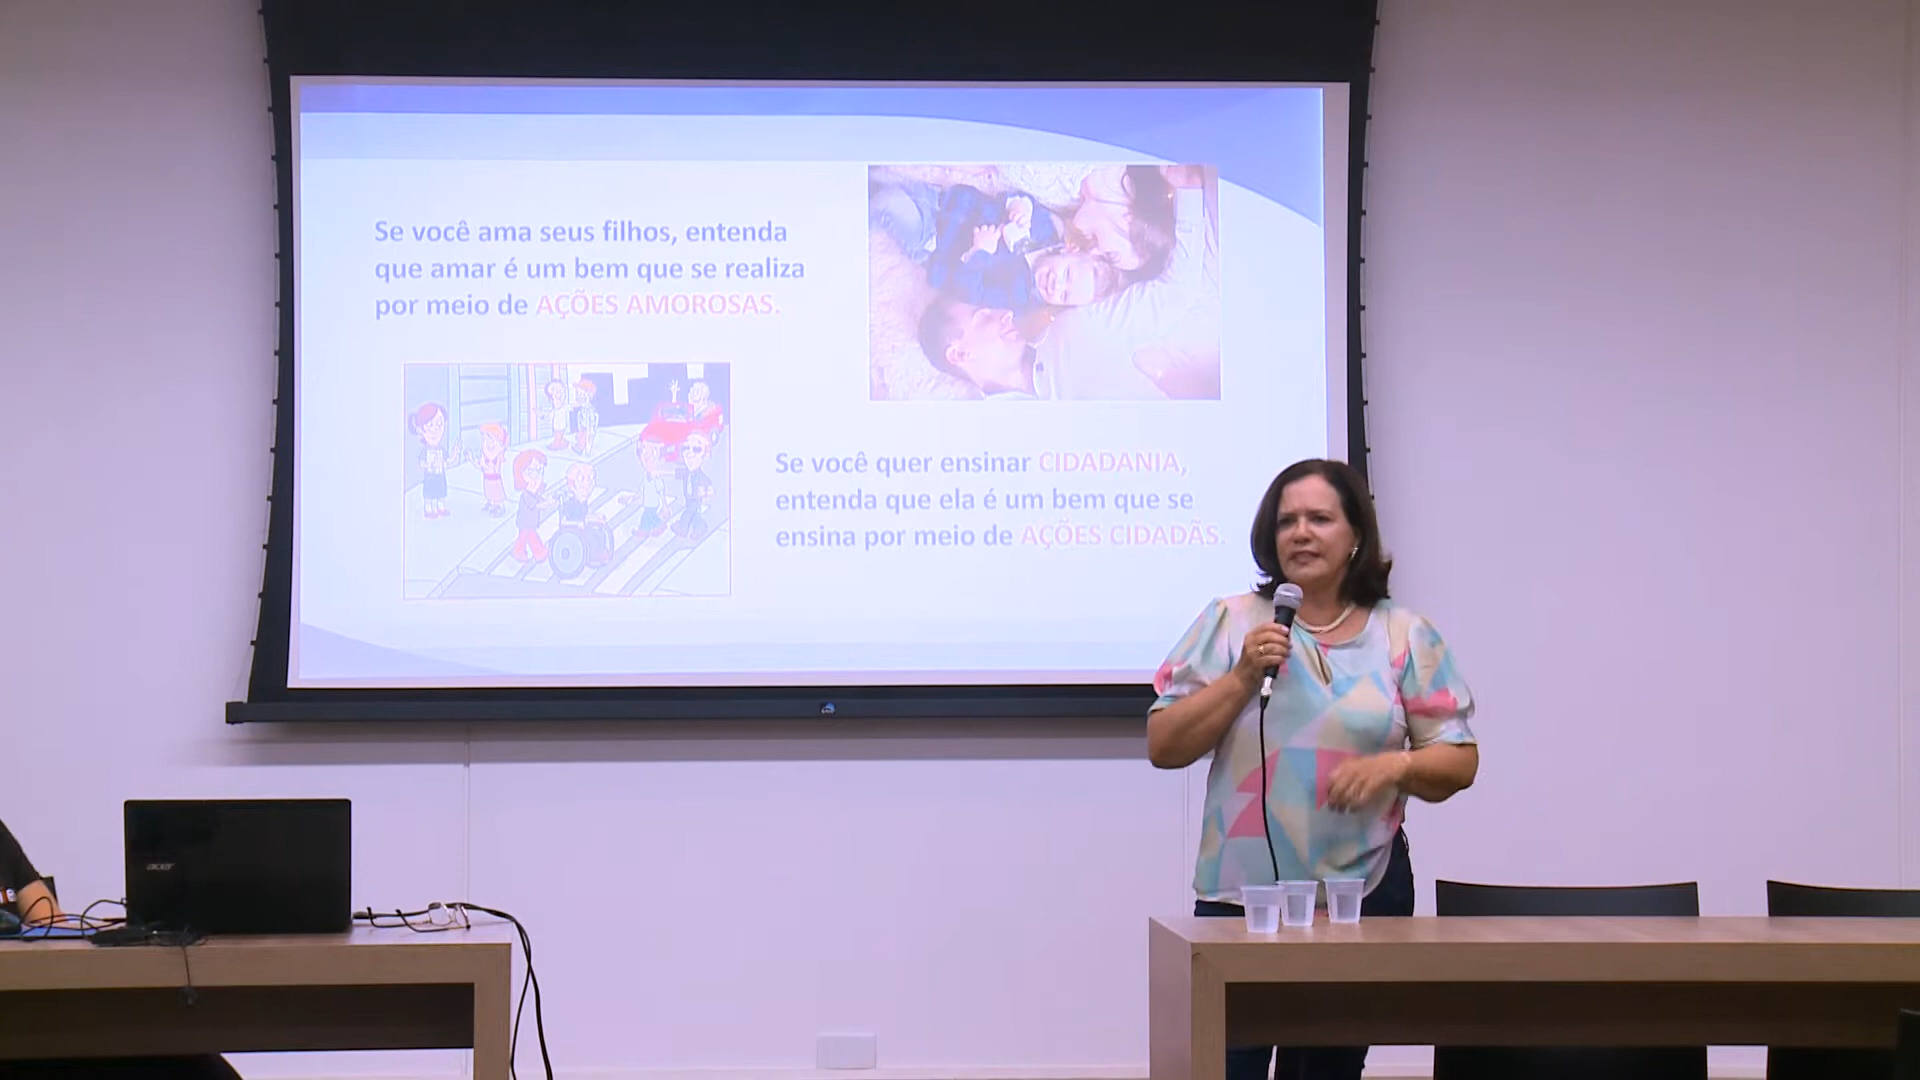 Se você ama seus filhos, entenda
que amar é um bem que se realiza
por meio de AÇÕES AMOROSAS.
Se você quer ensinar CIDADANIA,
entenda que ela é um bem que se
ensina por meio de AÇÕES CIDADÃS.
acer